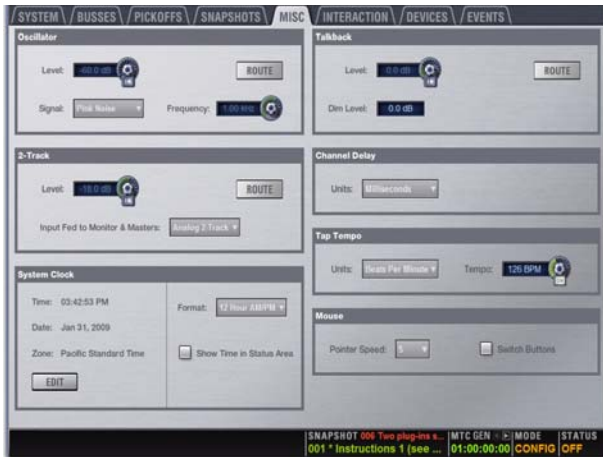 SYSTEM BUSSES PICKOFFS SNAPSHOTS MISC INTERACTION DEVICES EVENTS
Oscillator
Level: -60.0 dB ROUTE
Signal: Pink Noise Frequency: 1.00 kHz
2-Track
Level: -18.0 dB ROUTE
Input Fed to Monitor & Masters: Analog 2-Track
System Clock
Time: 03:42:53 PM
Date: Jan 31, 2009
Zone: Pacific Standard Time
EDIT
Format: 12 Hour AM/PM
Show Time in Status Area
Talkback
Level: 0.0 dB ROUTE
Dim Level: 0.0 dB
Channel Delay
Units: Milliseconds
Tap Tempo
Units: Beats Per Minute Tempo: 126 BPM
Mouse
Pointer Speed: 5 Switch Buttons
SNAPSHOT 006 Two plug-ins s... MTC GEN MODE STATUS
001 * Instructions 1 (see ... 01:00:00:00 CONFIG OFF